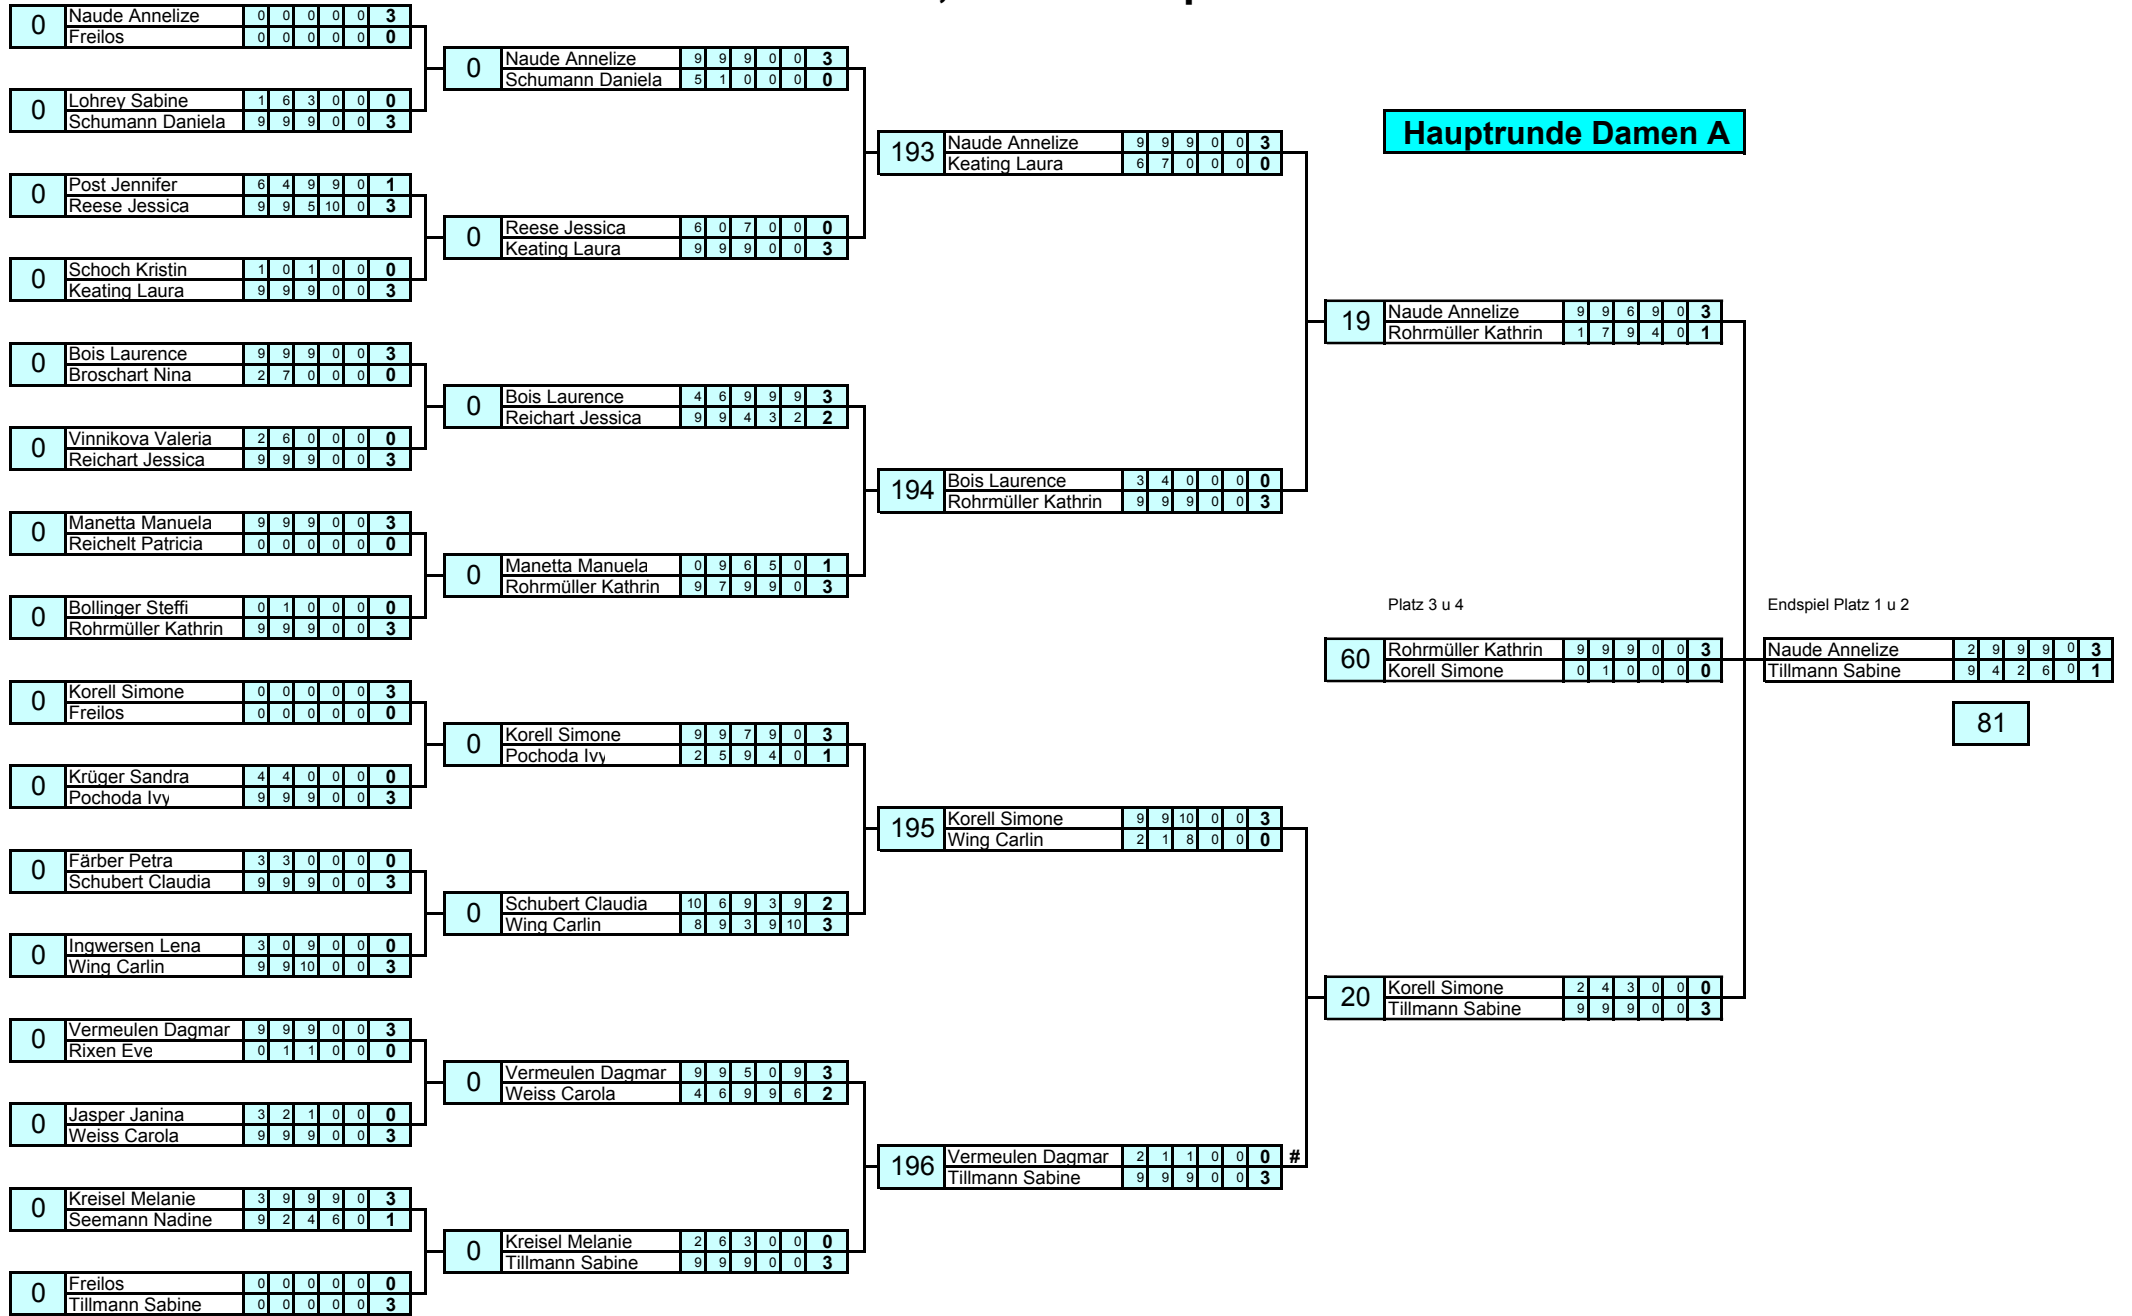 0 Naude Annelize 0 0 0 0 0 3
Freilos 0 0 0 0 0 0
0 Lohrey Sabine 1 6 3 0 0 0
Schumann Daniela 9 9 9 0 0 3
0 Post Jennifer 6 4 9 9 0 1
Reese Jessica 9 9 5 10 0 3
0 Schoch Kristin 1 0 1 0 0 0
Keating Laura 9 9 9 0 0 3
0 Bois Laurence 9 9 9 0 0 3
Broschart Nina 2 7 0 0 0 0
0 Vinnikova Valeria 2 6 0 0 0 0
Reichart Jessica 9 9 9 0 0 3
0 Manetta Manuela 9 9 9 0 0 3
Reichelt Patricia 0 0 0 0 0 0
0 Bollinger Steffi 0 1 0 0 0 0
Rohrmüller Kathrin 9 9 9 0 0 3
0 Korell Simone 0 0 0 0 0 3
Freilos 0 0 0 0 0 0
0 Krüger Sandra 4 4 0 0 0 0
Pochoda Ivy 9 9 9 0 0 3
0 Färber Petra 3 3 0 0 0 0
Schubert Claudia 9 9 9 0 0 3
0 Ingwersen Lena 3 0 9 0 0 0
Wing Carlin 9 9 10 0 0 3
0 Vermeulen Dagmar 9 9 9 0 0 3
Rixen Eve 0 1 1 0 0 0
0 Jasper Janina 3 2 1 0 0 0
Weiss Carola 9 9 9 0 0 3
0 Kreisel Melanie 3 9 9 9 0 3
Seemann Nadine 9 2 4 6 0 1
0 Freilos 0 0 0 0 0 0
Tillmann Sabine 0 0 0 0 0 3
0 Naude Annelize 9 9 9 0 0 3
Schumann Daniela 5 1 0 0 0 0
0 Reese Jessica 6 0 7 0 0 0
Keating Laura 9 9 9 0 0 3
0 Bois Laurence 4 6 9 9 9 3
Reichart Jessica 9 9 4 3 2 2
0 Manetta Manuela 0 9 6 5 0 1
Rohrmüller Kathrin 9 7 9 9 0 3
0 Korell Simone 9 9 7 9 0 3
Pochoda Ivy 2 5 9 4 0 1
0 Schubert Claudia 10 6 9 3 9 2
Wing Carlin 8 9 3 9 10 3
0 Vermeulen Dagmar 9 9 5 0 9 3
Weiss Carola 4 6 9 9 6 2
0 Kreisel Melanie 2 6 3 0 0 0
Tillmann Sabine 9 9 9 0 0 3
193 Naude Annelize 9 9 9 0 0 3
Keating Laura 6 7 0 0 0 0
194 Bois Laurence 3 4 0 0 0 0
Rohrmüller Kathrin 9 9 9 0 0 3
195 Korell Simone 9 9 10 0 0 3
Wing Carlin 2 1 8 0 0 0
196 Vermeulen Dagmar 2 1 1 0 0 0 #
Tillmann Sabine 9 9 9 0 0 3
Hauptrunde Damen A
19 Naude Annelize 9 9 6 9 0 3
Rohrmüller Kathrin 1 7 9 4 0 1
Platz 3 u 4
60 Rohrmüller Kathrin 9 9 9 0 0 3
Korell Simone 0 1 0 0 0 0
20 Korell Simone 2 4 3 0 0 0
Tillmann Sabine 9 9 9 0 0 3
Endspiel Platz 1 u 2
Naude Annelize 2 9 9 9 0 3
Tillmann Sabine 9 4 2 6 0 1
81